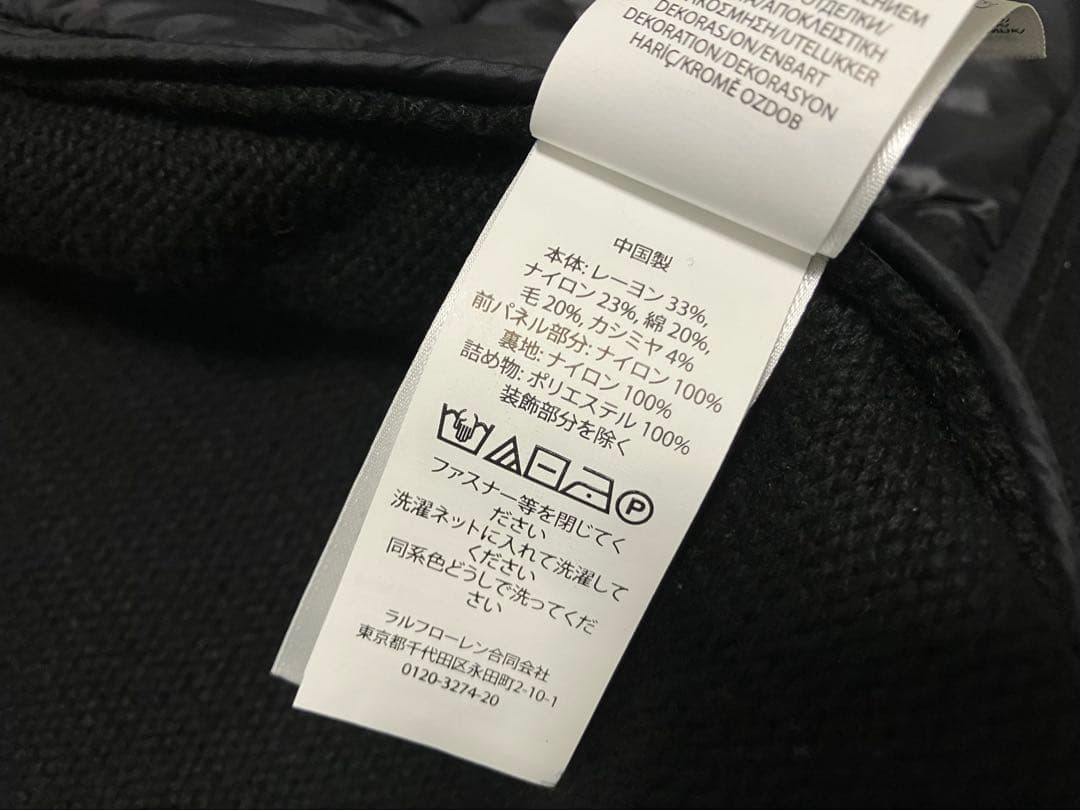 ОТДЕЛКИ/
ΑΠΟΚΛΕΙΣΤΙΚΗ
DEKORASJON/UTELUKKER
DEKORATION/ENBART
DEKORATION/DEKORASYON
HARİÇ/KROMĚ OZDOB
中国製
本体: レーヨン 33%,
ナイロン 23%, 綿 20%,
毛 20%, カシミヤ 4%
前パネル部分: ナイロン 100%
裏地: ナイロン 100%
詰め物: ポリエステル 100%
装飾部分を除く
P
ファスナー等を閉じてく
ださい
洗濯ネットに入れて洗濯して
ください
同系色どうしで洗ってくだ
さい
ラルフローレン合同会社
東京都千代田区永田町2-10-1
0120-3274-20